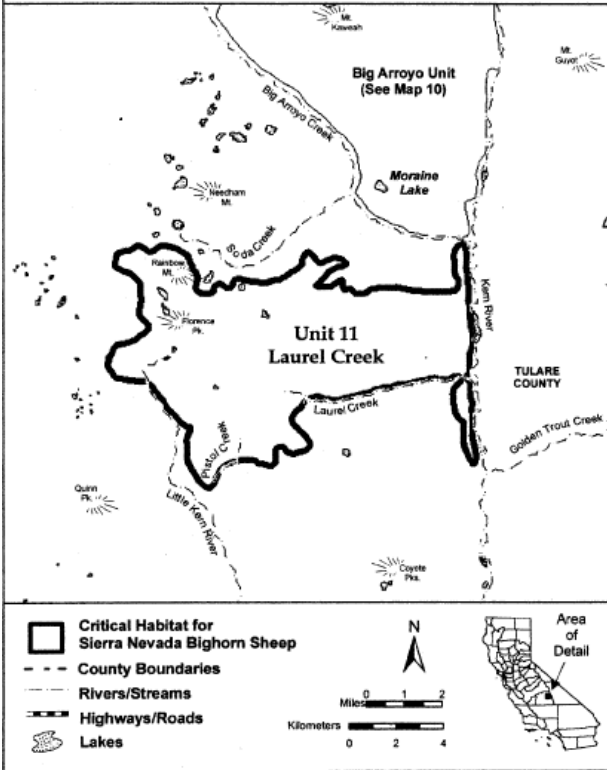 Mt.
Kaweah
Mt.
Guyot
Big Arroyo Unit
(See Map 10)
Big Arroyo Creek
Moraine
Lake
Needham
Mt.
Soda Creek
Rainbow
Mt.
Kern River
Florence
Pk.
Unit 11
Laurel Creek
TULARE
COUNTY
Laurel Creek
Golden Trout Creek
Pistol Creek
Quinn
Pk.
Little Kern River
Coyote
Pks.
Critical Habitat for
Sierra Nevada Bighorn Sheep
County Boundaries
Rivers/Streams
Highways/Roads
Lakes
N
0 1 2
Miles
Kilometers
0 2 4
Area
of
Detail